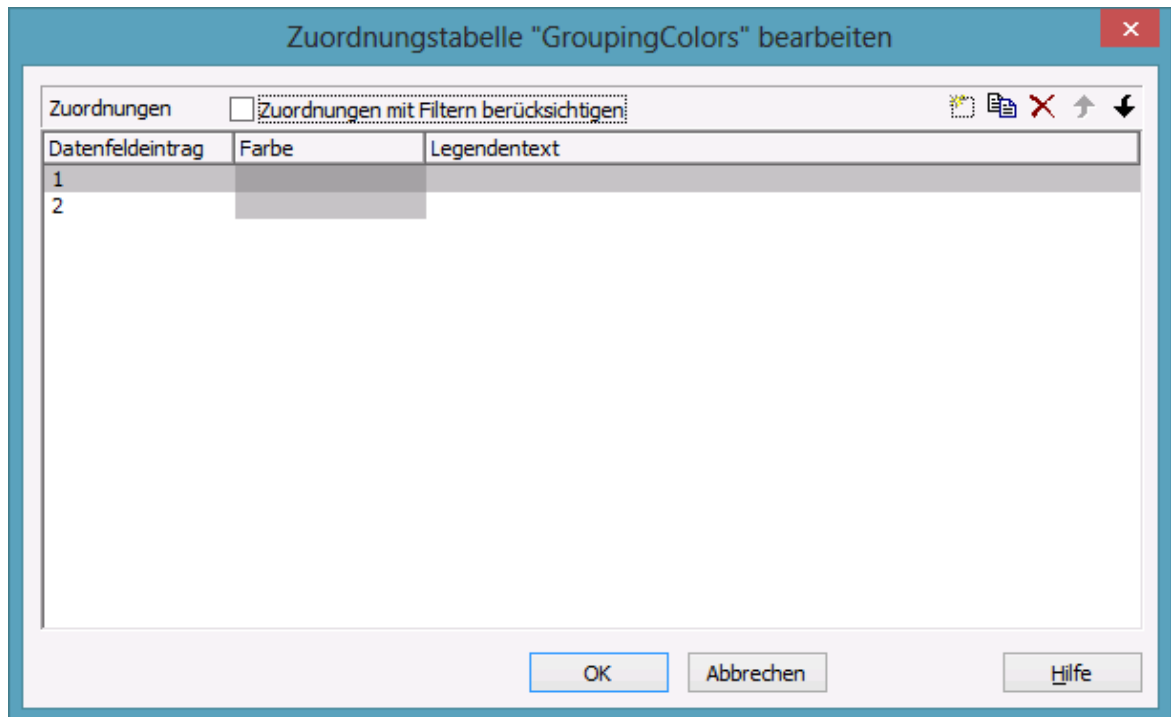 Zuordnungstabelle "GroupingColors" bearbeiten
Zuordnungen Zuordnungen mit Filtern berücksichtigen
Datenfeldeintrag Farbe Legendentext
1
2
OK Abbrechen Hilfe